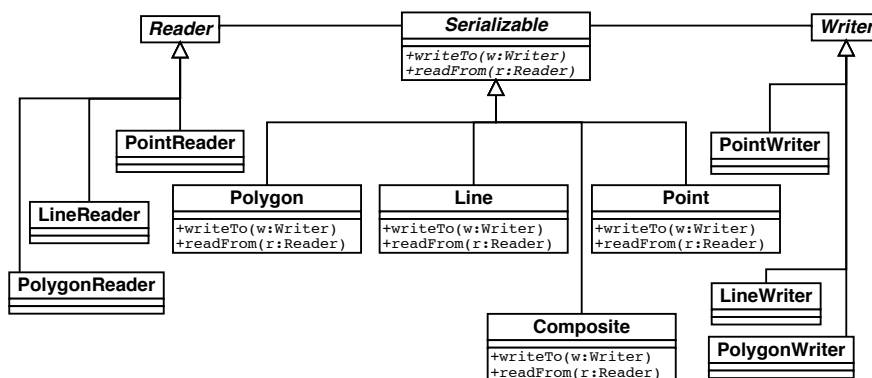 Reader
Serializable
Writer
+writeTo(w:Writer)
+readFrom(r:Reader)
PointReader
PointWriter
Polygon
Line
Point
+writeTo(w:Writer)
+readFrom(r:Reader)
+writeTo(w:Writer)
+readFrom(r:Reader)
+writeTo(w:Writer)
+readFrom(r:Reader)
LineReader
PolygonReader
LineWriter
Composite
+writeTo(w:Writer)
+readFrom(r:Reader)
PolygonWriter